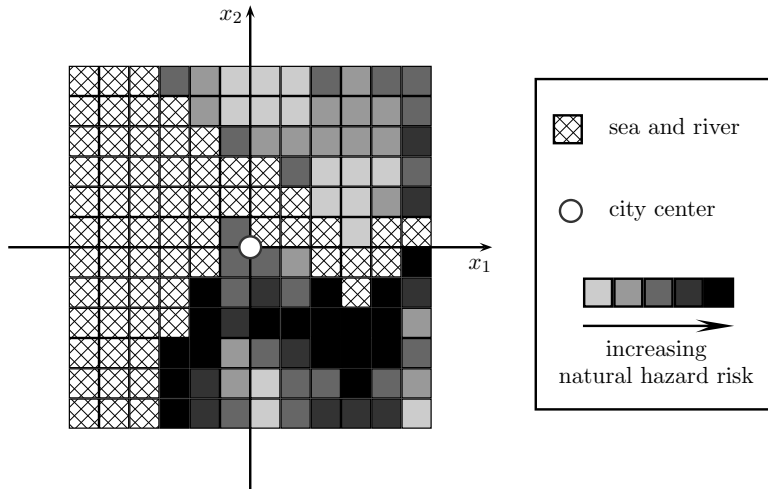 x₂
x₁
sea and river
city center
increasing
natural hazard risk